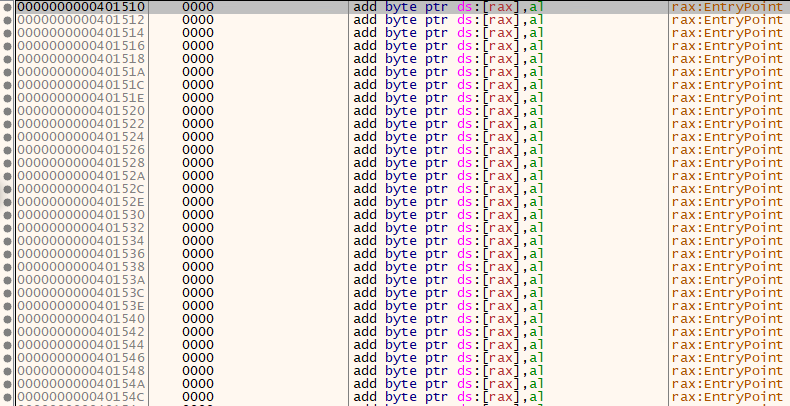 0000000000401510 0000 add byte ptr ds:[rax],al rax:EntryPoint
0000000000401512 0000 add byte ptr ds:[rax],al rax:EntryPoint
0000000000401514 0000 add byte ptr ds:[rax],al rax:EntryPoint
0000000000401516 0000 add byte ptr ds:[rax],al rax:EntryPoint
0000000000401518 0000 add byte ptr ds:[rax],al rax:EntryPoint
000000000040151A 0000 add byte ptr ds:[rax],al rax:EntryPoint
000000000040151C 0000 add byte ptr ds:[rax],al rax:EntryPoint
000000000040151E 0000 add byte ptr ds:[rax],al rax:EntryPoint
0000000000401520 0000 add byte ptr ds:[rax],al rax:EntryPoint
0000000000401522 0000 add byte ptr ds:[rax],al rax:EntryPoint
0000000000401524 0000 add byte ptr ds:[rax],al rax:EntryPoint
0000000000401526 0000 add byte ptr ds:[rax],al rax:EntryPoint
0000000000401528 0000 add byte ptr ds:[rax],al rax:EntryPoint
000000000040152A 0000 add byte ptr ds:[rax],al rax:EntryPoint
000000000040152C 0000 add byte ptr ds:[rax],al rax:EntryPoint
000000000040152E 0000 add byte ptr ds:[rax],al rax:EntryPoint
0000000000401530 0000 add byte ptr ds:[rax],al rax:EntryPoint
0000000000401532 0000 add byte ptr ds:[rax],al rax:EntryPoint
0000000000401534 0000 add byte ptr ds:[rax],al rax:EntryPoint
0000000000401536 0000 add byte ptr ds:[rax],al rax:EntryPoint
0000000000401538 0000 add byte ptr ds:[rax],al rax:EntryPoint
000000000040153A 0000 add byte ptr ds:[rax],al rax:EntryPoint
000000000040153C 0000 add byte ptr ds:[rax],al rax:EntryPoint
000000000040153E 0000 add byte ptr ds:[rax],al rax:EntryPoint
0000000000401540 0000 add byte ptr ds:[rax],al rax:EntryPoint
0000000000401542 0000 add byte ptr ds:[rax],al rax:EntryPoint
0000000000401544 0000 add byte ptr ds:[rax],al rax:EntryPoint
0000000000401546 0000 add byte ptr ds:[rax],al rax:EntryPoint
0000000000401548 0000 add byte ptr ds:[rax],al rax:EntryPoint
000000000040154A 0000 add byte ptr ds:[rax],al rax:EntryPoint
000000000040154C 0000 add byte ptr ds:[rax],al rax:EntryPoint